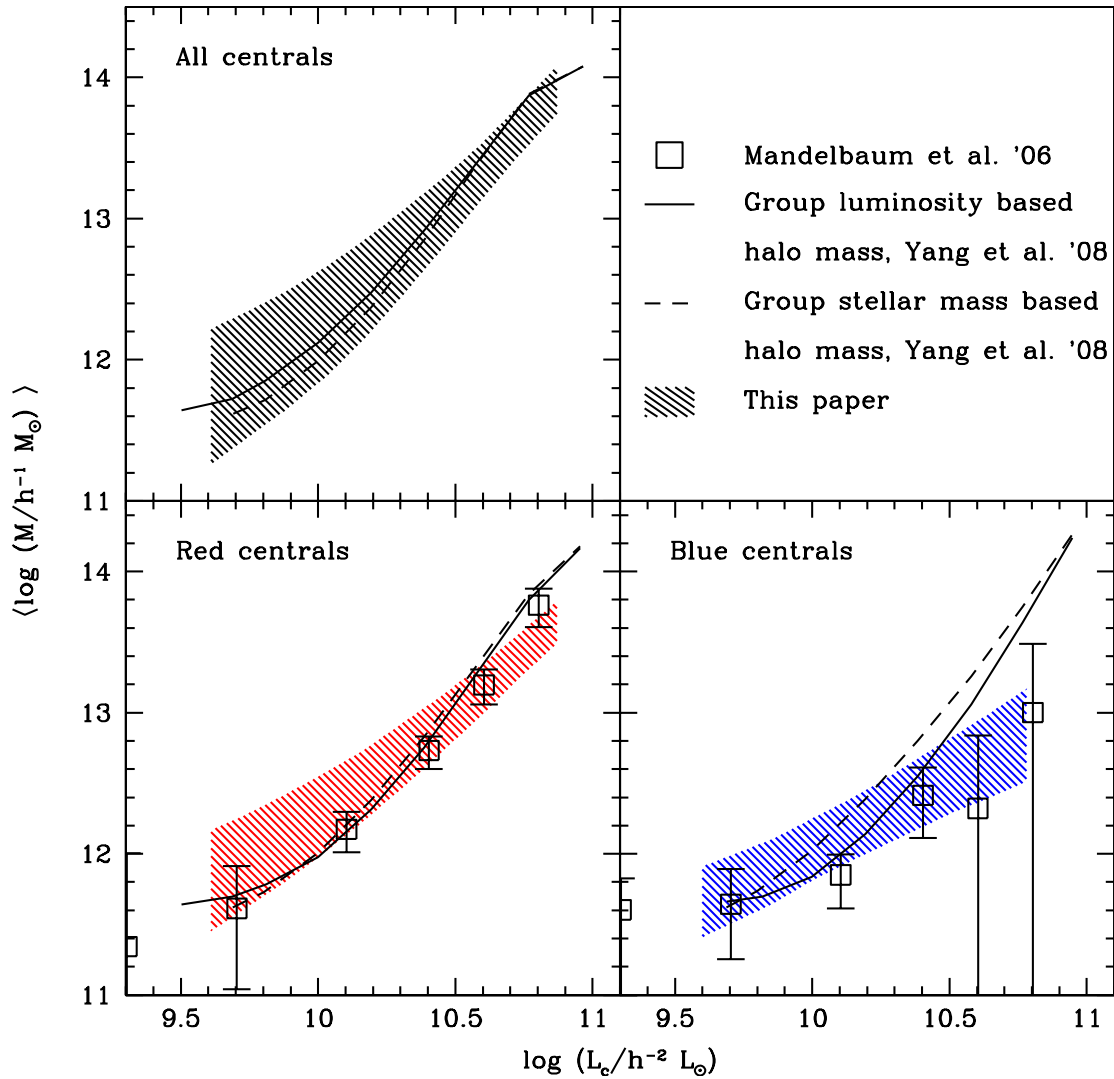 All centrals
14
13
12
11
Mandelbaum et al. '06
Group luminosity based
halo mass, Yang et al. '08
Group stellar mass based
halo mass, Yang et al. '08
This paper
⟨log (M/h⁻¹ M⊙) ⟩
Red centrals
14
13
12
11
Blue centrals
9.5 10 10.5 11
9.5 10 10.5 11
log (L_c/h⁻² L⊙)